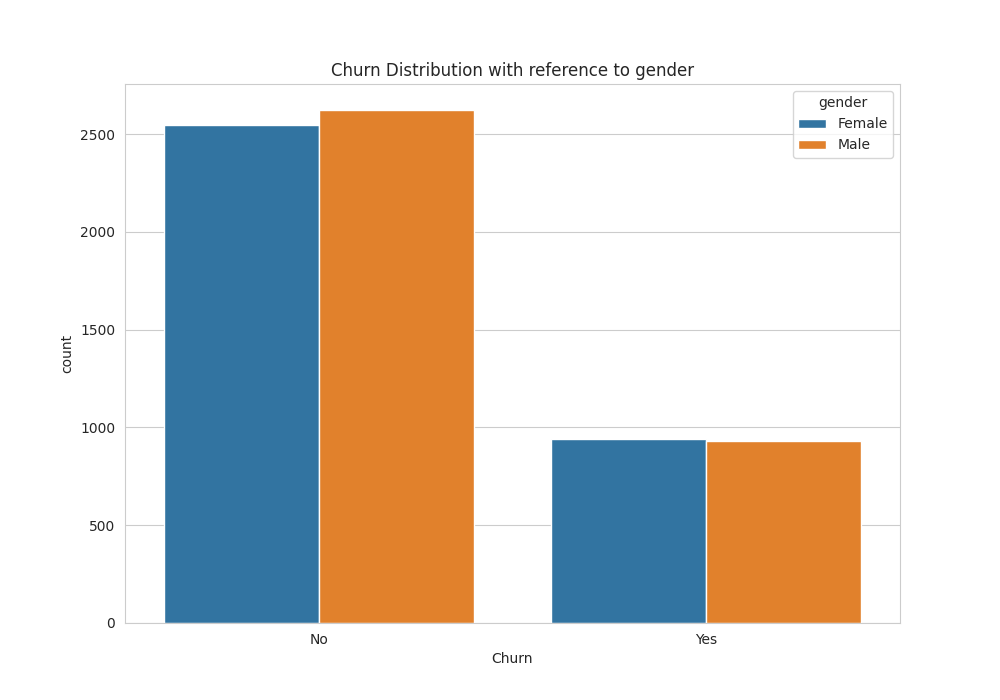 Churn Distribution with reference to gender
gender
Female
Male
2500
2000
1500
1000
500
0
count
No
Yes
Churn